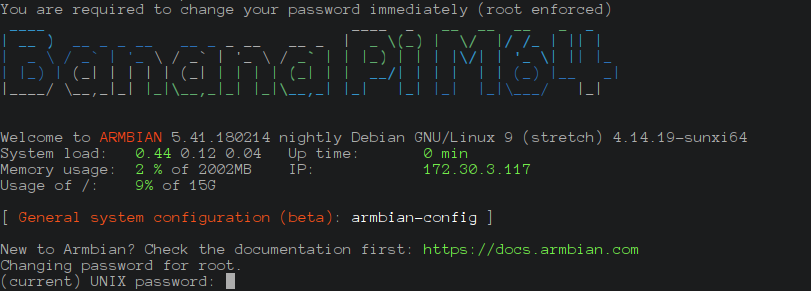 You are required to change your password immediately (root enforced)
Banana Pi M64
Welcome to ARMBIAN 5.41.180214 nightly Debian GNU/Linux 9 (stretch) 4.14.19-sunxi64
System load: 0.44 0.12 0.04 Up time: 0 min
Memory usage: 2 % of 2002MB IP: 172.30.3.117
Usage of /: 9% of 15G
[ General system configuration (beta): armbian-config ]
New to Armbian? Check the documentation first: https://docs.armbian.com
Changing password for root.
(current) UNIX password: